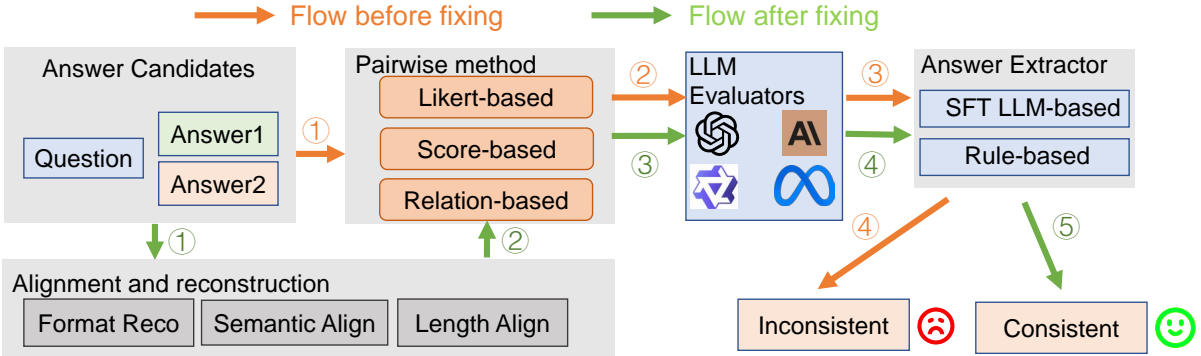 Flow before fixing
Flow after fixing
Answer Candidates
Question
Answer1
Answer2
①
Pairwise method
Likert-based
Score-based
Relation-based
②
③
LLM
Evaluators
③
④
Answer Extractor
SFT LLM-based
Rule-based
①
②
④
⑤
Alignment and reconstruction
Format Reco
Semantic Align
Length Align
Inconsistent
Consistent